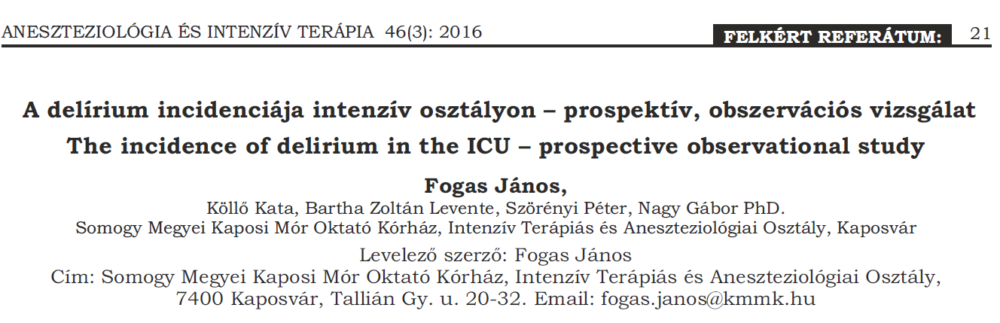 ANESZTEZIOLÓGIA ÉS INTENZÍV TERÁPIA 46(3): 2016 FELKÉRT REFERÁTUM: 21
A delírium incidenciája intenzív osztályon – prospektív, obszervációs vizsgálat
The incidence of delirium in the ICU – prospective observational study
Fogas János,
Köllő Kata, Bartha Zoltán Levente, Szörényi Péter, Nagy Gábor PhD.
Somogy Megyei Kaposi Mór Oktató Kórház, Intenzív Terápiás és Aneszteziológiai Osztály, Kaposvár
Levelező szerző: Fogas János
Cím: Somogy Megyei Kaposi Mór Oktató Kórház, Intenzív Terápiás és Aneszteziológiai Osztály,
7400 Kaposvár, Tallián Gy. u. 20-32. Email: fogas.janos@kmmk.hu